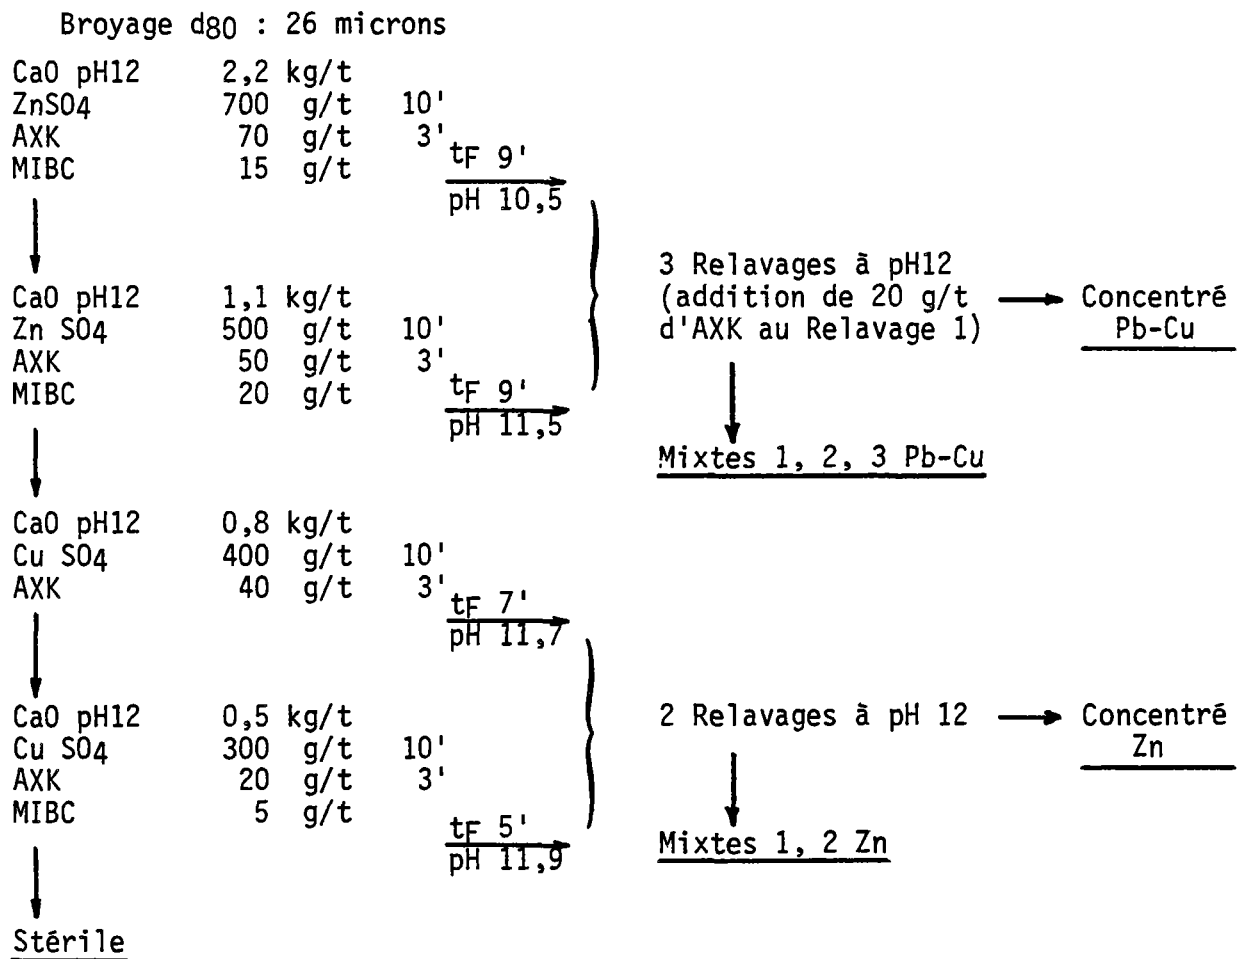 Broyage d80 : 26 microns
CaO pH12 2,2 kg/t
ZnSO4 700 g/t 10'
AXK 70 g/t 3'
MIBC 15 g/t
tF 9'
pH 10,5
CaO pH12 1,1 kg/t
Zn SO4 500 g/t 10'
AXK 50 g/t 3'
MIBC 20 g/t
tF 9'
pH 11,5
3 Relavages à pH12
(addition de 20 g/t
d'AXK au Relavage 1)
Concentré
Pb-Cu
Mixtes 1, 2, 3 Pb-Cu
CaO pH12 0,8 kg/t
Cu SO4 400 g/t 10'
AXK 40 g/t 3'
tF 7'
pH 11,7
CaO pH12 0,5 kg/t
Cu SO4 300 g/t 10'
AXK 20 g/t 3'
MIBC 5 g/t
tF 5'
pH 11,9
2 Relavages à pH 12
Concentré
Zn
Mixtes 1, 2 Zn
Stérile